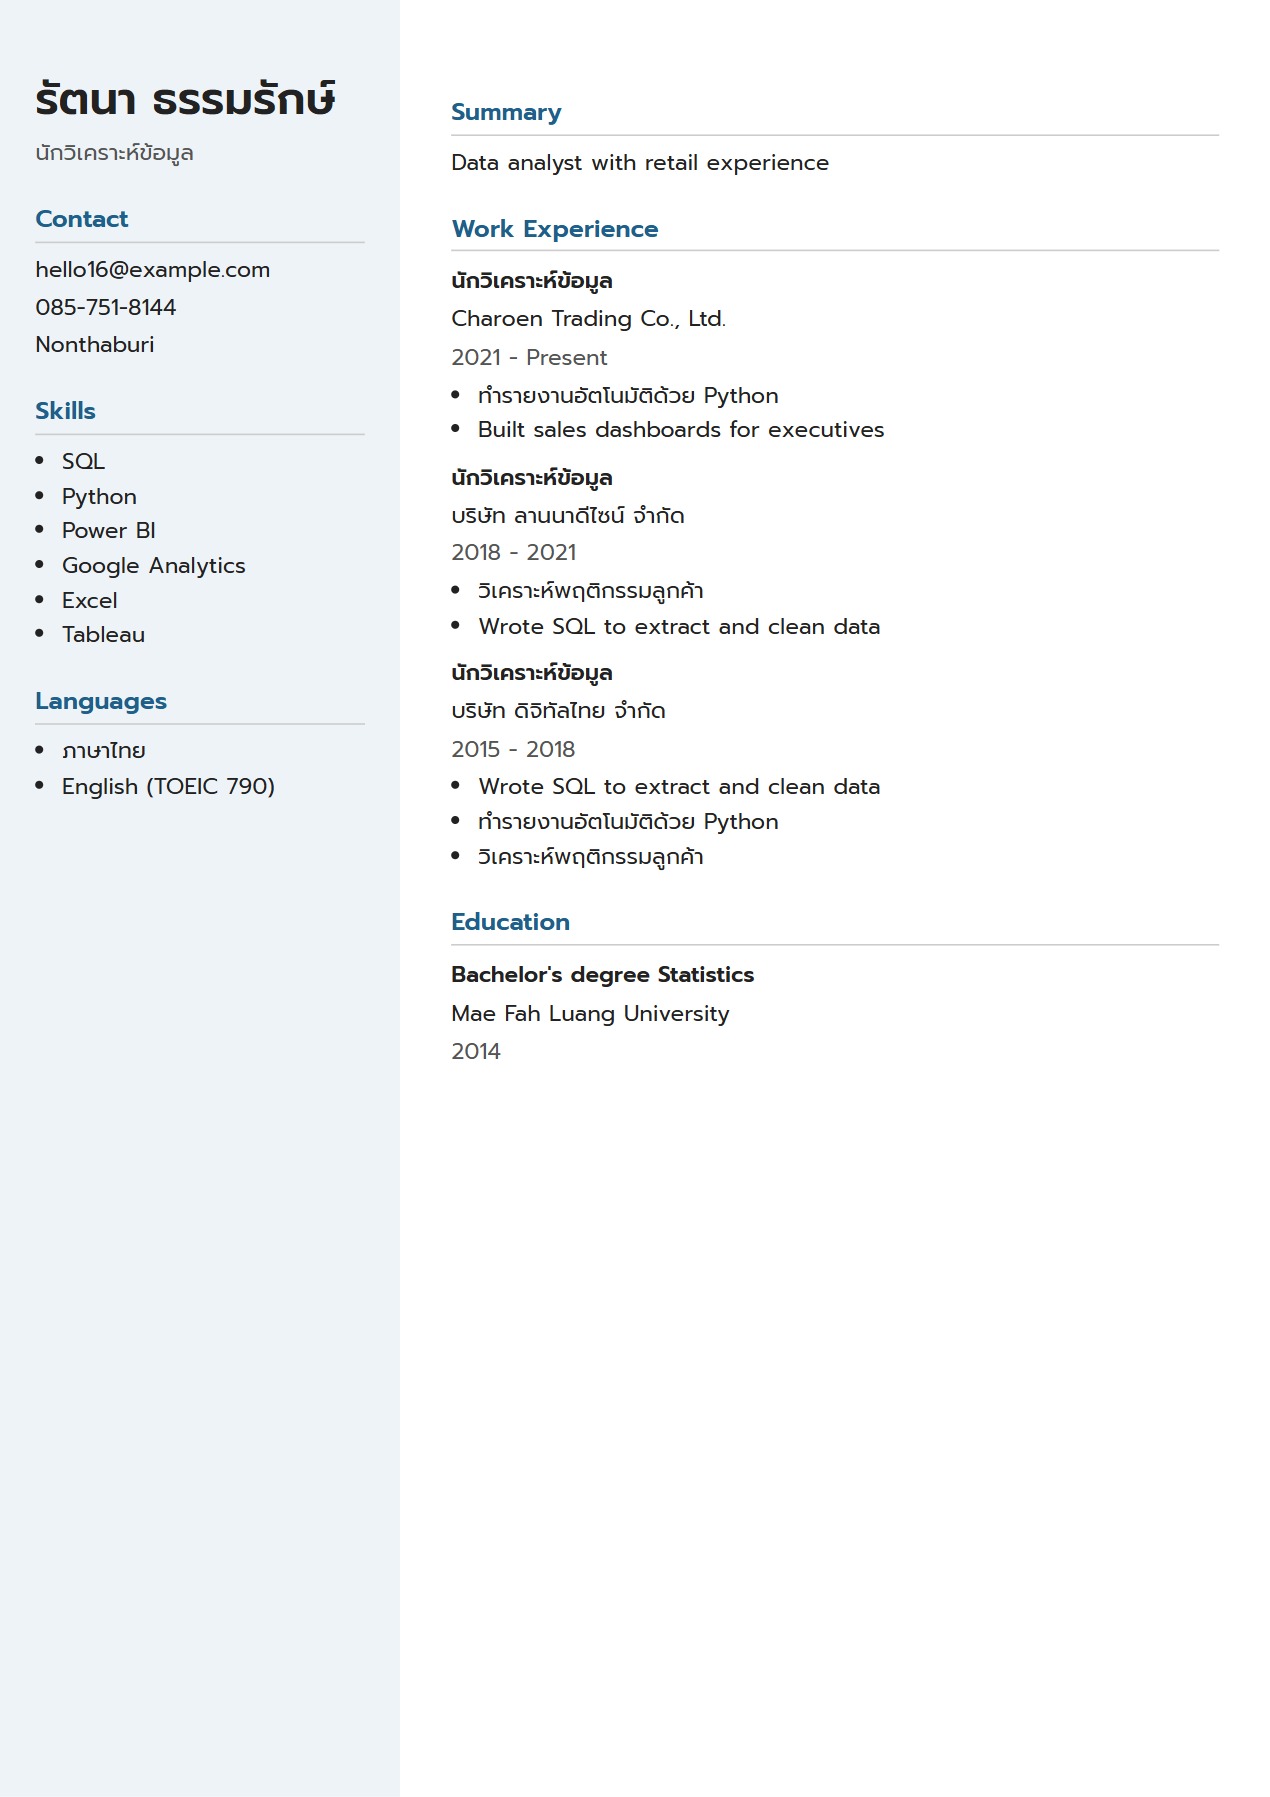 รัตนา ธรรมรักษ์
นักวิเคราะห์ข้อมูล
Contact
hello16@example.com
085-751-8144
Nonthaburi
Skills
• SQL
• Python
• Power BI
• Google Analytics
• Excel
• Tableau
Languages
• ภาษาไทย
• English (TOEIC 790)
Summary
Data analyst with retail experience
Work Experience
นักวิเคราะห์ข้อมูล
Charoen Trading Co., Ltd.
2021 - Present
• ทำรายงานอัตโนมัติด้วย Python
• Built sales dashboards for executives
นักวิเคราะห์ข้อมูล
บริษัท ลานนาดีไซน์ จำกัด
2018 - 2021
• วิเคราะห์พฤติกรรมลูกค้า
• Wrote SQL to extract and clean data
นักวิเคราะห์ข้อมูล
บริษัท ดิจิทัลไทย จำกัด
2015 - 2018
• Wrote SQL to extract and clean data
• ทำรายงานอัตโนมัติด้วย Python
• วิเคราะห์พฤติกรรมลูกค้า
Education
Bachelor's degree Statistics
Mae Fah Luang University
2014